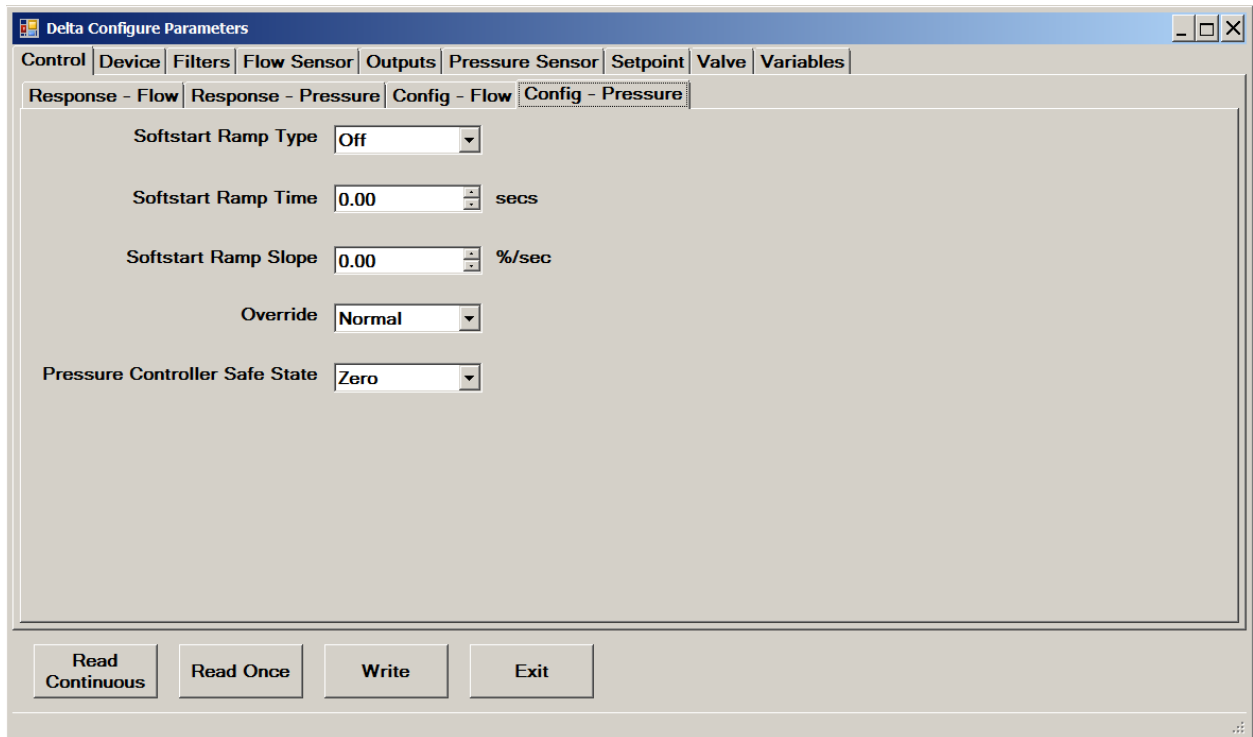 Delta Configure Parameters
Control Device Filters Flow Sensor Outputs Pressure Sensor Setpoint Valve Variables
Response - Flow Response - Pressure Config - Flow Config - Pressure
Softstart Ramp Type Off
Softstart Ramp Time 0.00 secs
Softstart Ramp Slope 0.00 %/sec
Override Normal
Pressure Controller Safe State Zero
Read
Continuous
Read Once
Write
Exit